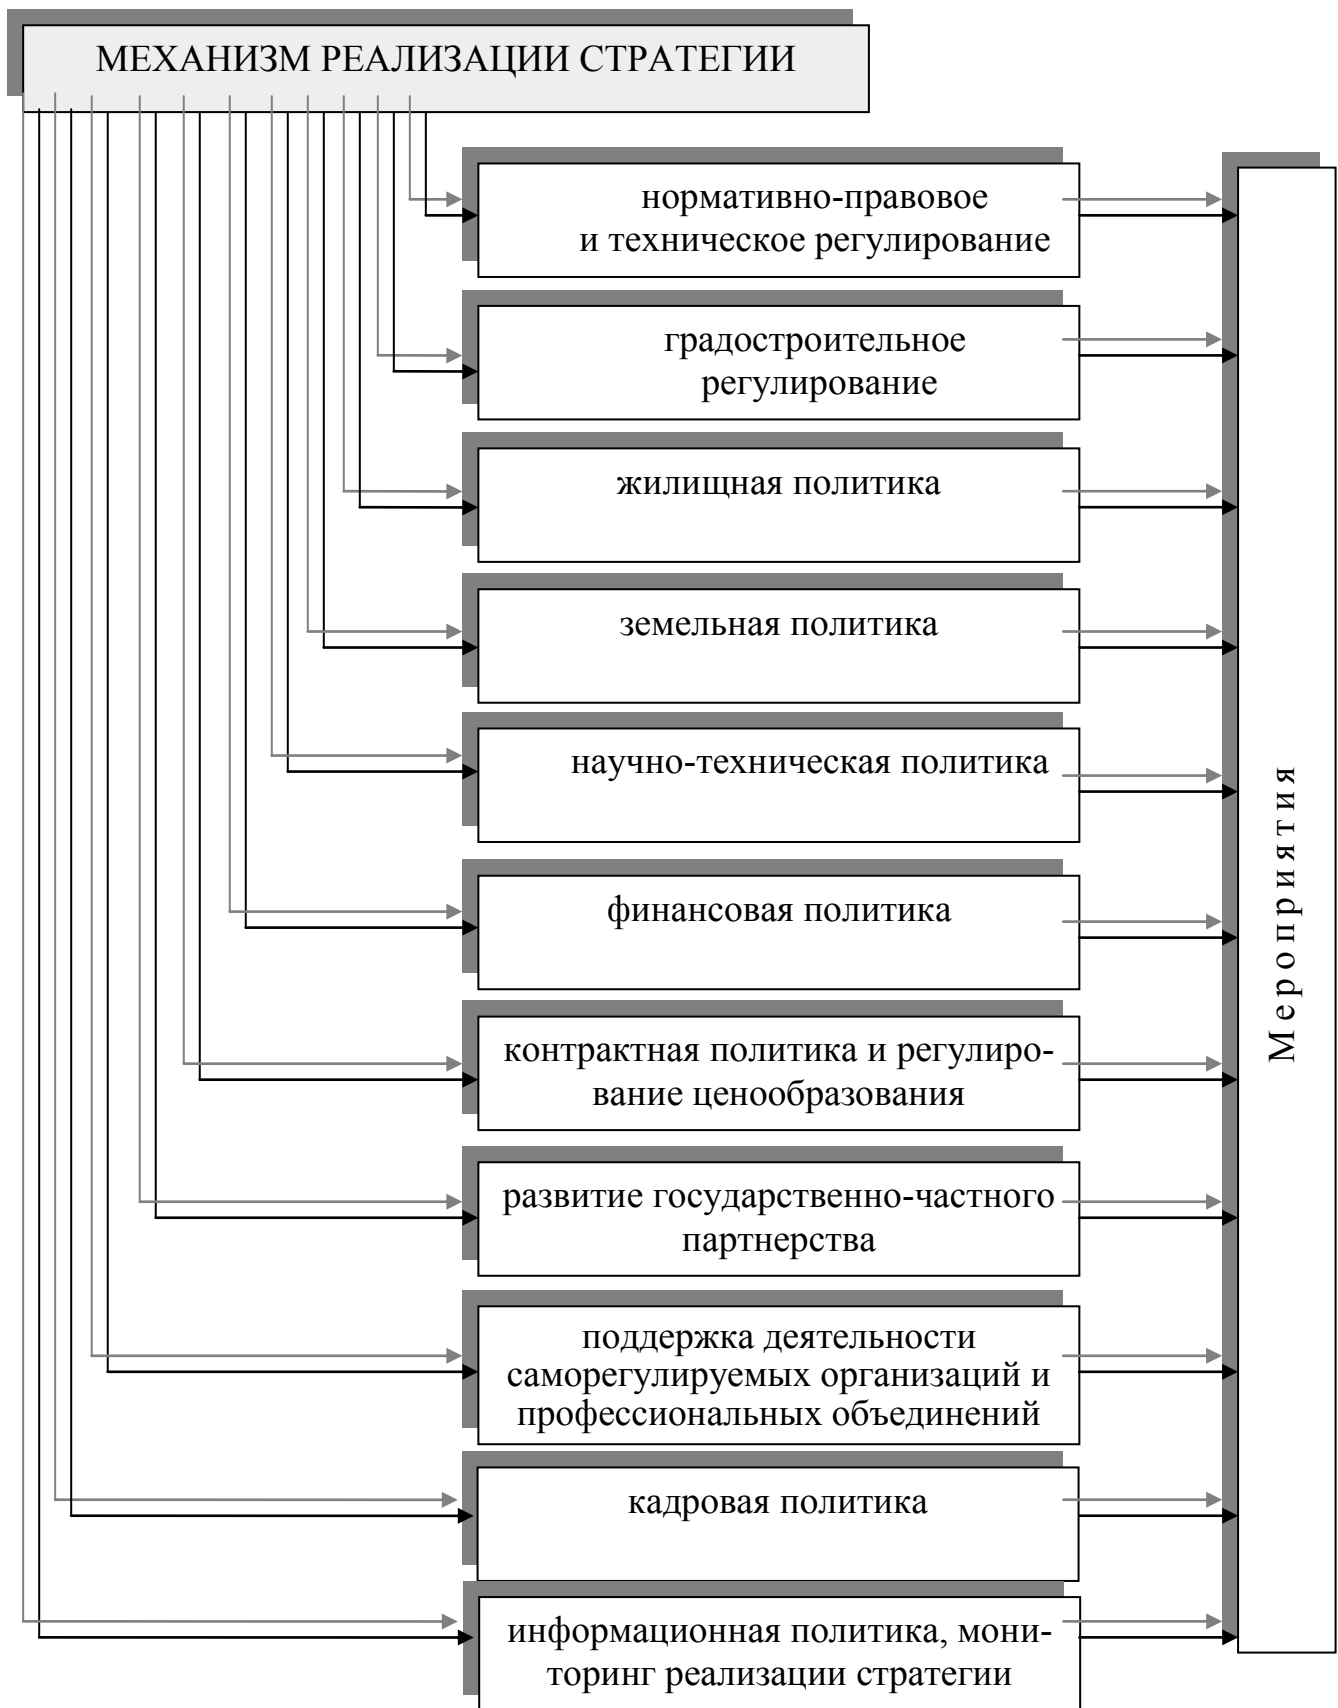 МЕХАНИЗМ РЕАЛИЗАЦИИ СТРАТЕГИИ
нормативно-правовое
и техническое регулирование
градостроительное
регулирование
жилищная политика
земельная политика
научно-техническая политика
финансовая политика
контрактная политика и регулиро-
вание ценообразования
развитие государственно-частного
партнерства
поддержка деятельности
саморегулируемых организаций и
профессиональных объединений
кадровая политика
информационная политика, мони-
торинг реализации стратегии
Мероприятия